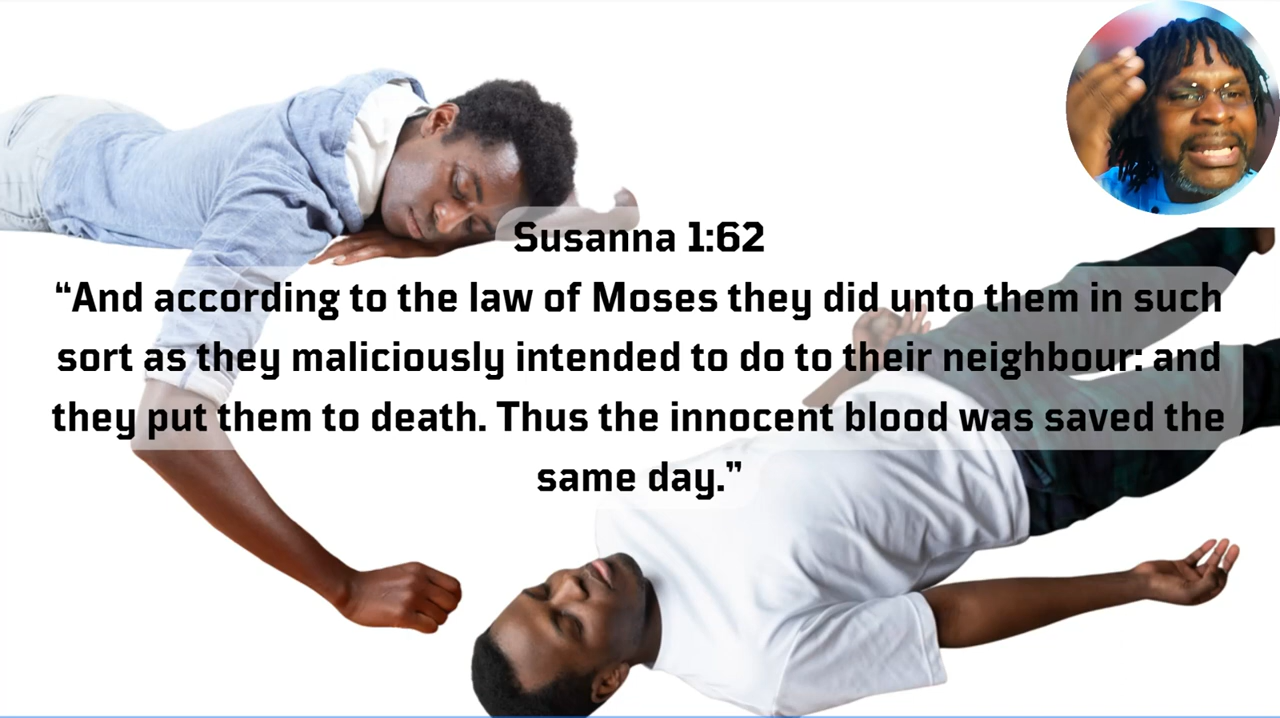 Susanna 1:62
“And according to the law of Moses they did unto them in such
sort as they maliciously intended to do to their neighbour: and
they put them to death. Thus the innocent blood was saved the
same day.”